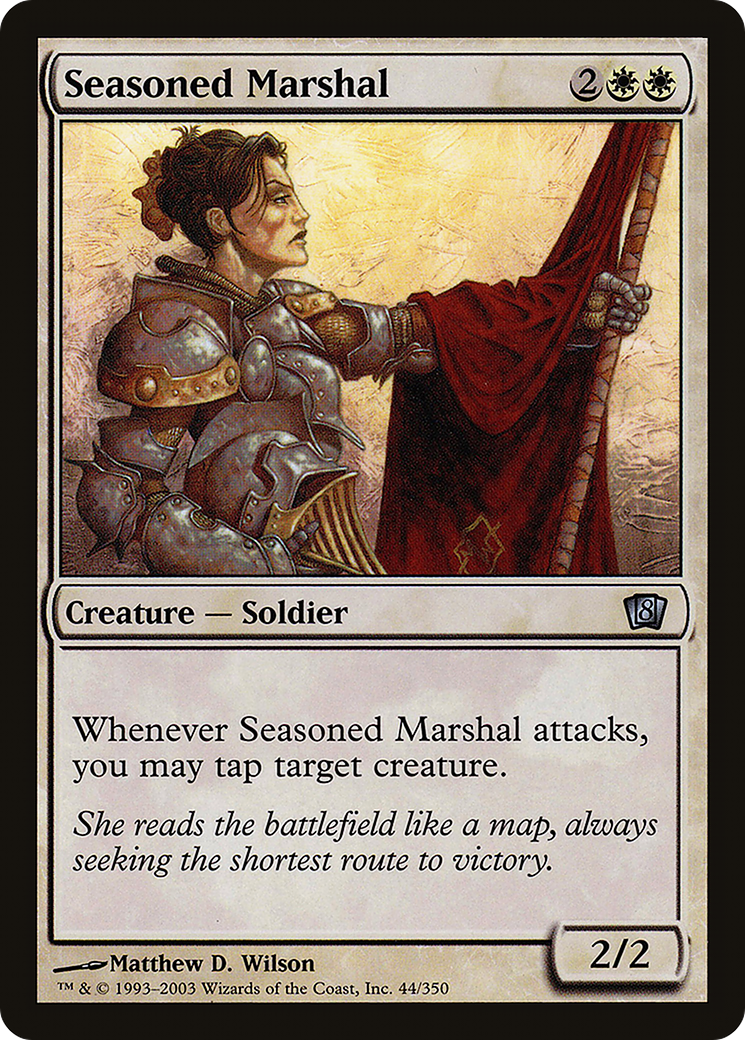 Seasoned Marshal 2
Creature — Soldier 8
Whenever Seasoned Marshal attacks,
you may tap target creature.
She reads the battlefield like a map, always
seeking the shortest route to victory.
2/2
Matthew D. Wilson
™ & © 1993–2003 Wizards of the Coast, Inc. 44/350